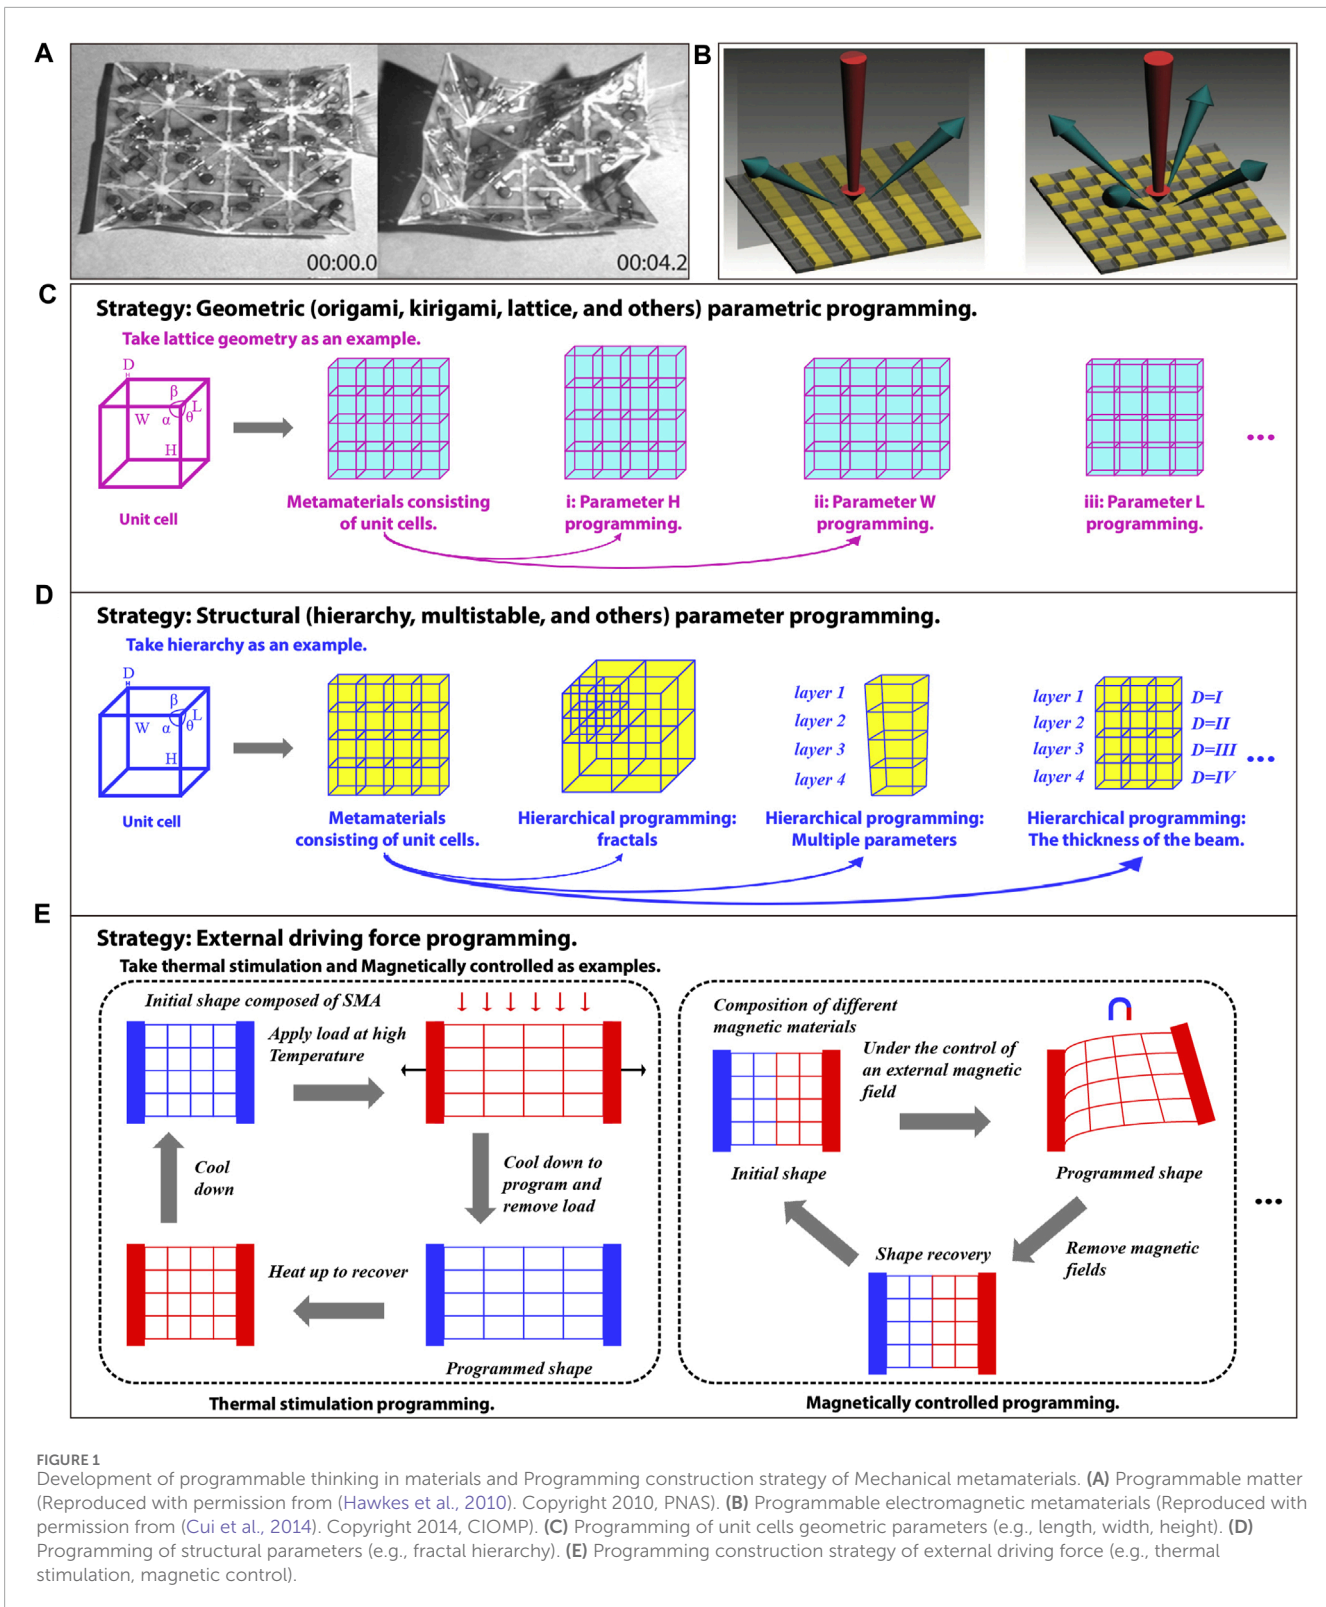 A
00:00.0
00:04.2
B
C
Strategy: Geometric (origami, kirigami, lattice, and others) parametric programming.
Take lattice geometry as an example.
D
β
W
α
θ
L
H
Unit cell
Metamaterials consisting
of unit cells.
i: Parameter H
programming.
ii: Parameter W
programming.
iii: Parameter L
programming.
...
D
Strategy: Structural (hierarchy, multistable, and others) parameter programming.
Take hierarchy as an example.
D
β
W
α
θ
L
H
Unit cell
Metamaterials
consisting of unit cells.
Hierarchical programming:
fractals
layer 1
layer 2
layer 3
layer 4
Hierarchical programming:
Multiple parameters
layer 1 D=I
layer 2 D=II
layer 3 D=III
layer 4 D=IV
Hierarchical programming:
The thickness of the beam.
...
E
Strategy: External driving force programming.
Take thermal stimulation and Magnetically controlled as examples.
Initial shape composed of SMA
Apply load at high
Temperature
Cool down to
program and
remove load
Programmed shape
Heat up to recover
Cool
down
Thermal stimulation programming.
Composition of different
magnetic materials
Initial shape
Under the control of
an external magnetic
field
Programmed shape
Remove magnetic
fields
Shape recovery
Magnetically controlled programming.
...
FIGURE 1
Development of programmable thinking in materials and Programming construction strategy of Mechanical metamaterials. (A) Programmable matter
(Reproduced with permission from (Hawkes et al., 2010). Copyright 2010, PNAS). (B) Programmable electromagnetic metamaterials (Reproduced with
permission from (Cui et al., 2014). Copyright 2014, CIOMP). (C) Programming of unit cells geometric parameters (e.g., length, width, height). (D)
Programming of structural parameters (e.g., fractal hierarchy). (E) Programming construction strategy of external driving force (e.g., thermal
stimulation, magnetic control).